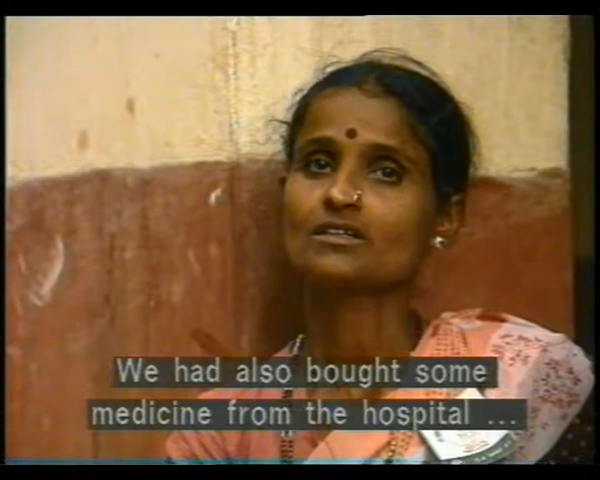 We had also bought some
medicine from the hospital ...